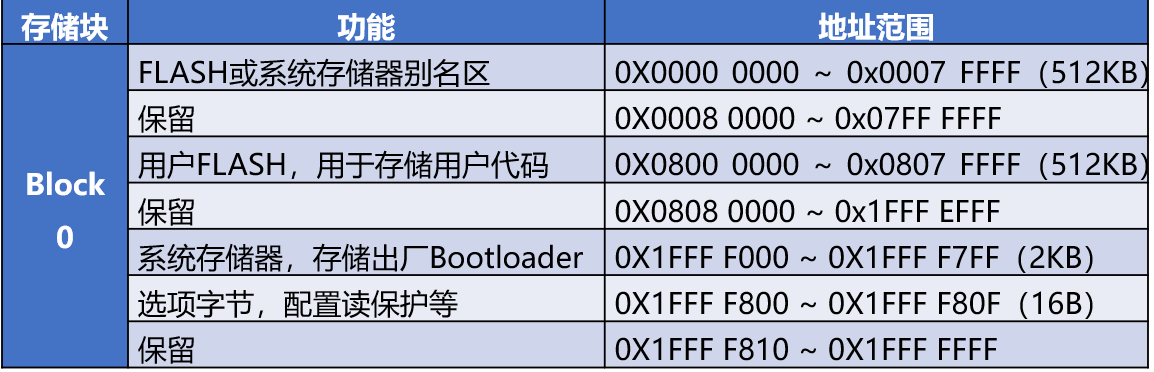 存储块 功能 地址范围
FLASH或系统存储器别名区 0X0000 0000 ~ 0x0007 FFFF（512KB）
保留 0X0008 0000 ~ 0x07FF FFFF
用户FLASH，用于存储用户代码 0X0800 0000 ~ 0x0807 FFFF（512KB）
Block
0
保留 0X0808 0000 ~ 0x1FFF EFFF
系统存储器，存储出厂Bootloader 0X1FFF F000 ~ 0X1FFF F7FF（2KB）
选项字节，配置读保护等 0X1FFF F800 ~ 0X1FFF F80F（16B）
保留 0X1FFF F810 ~ 0X1FFF FFFF